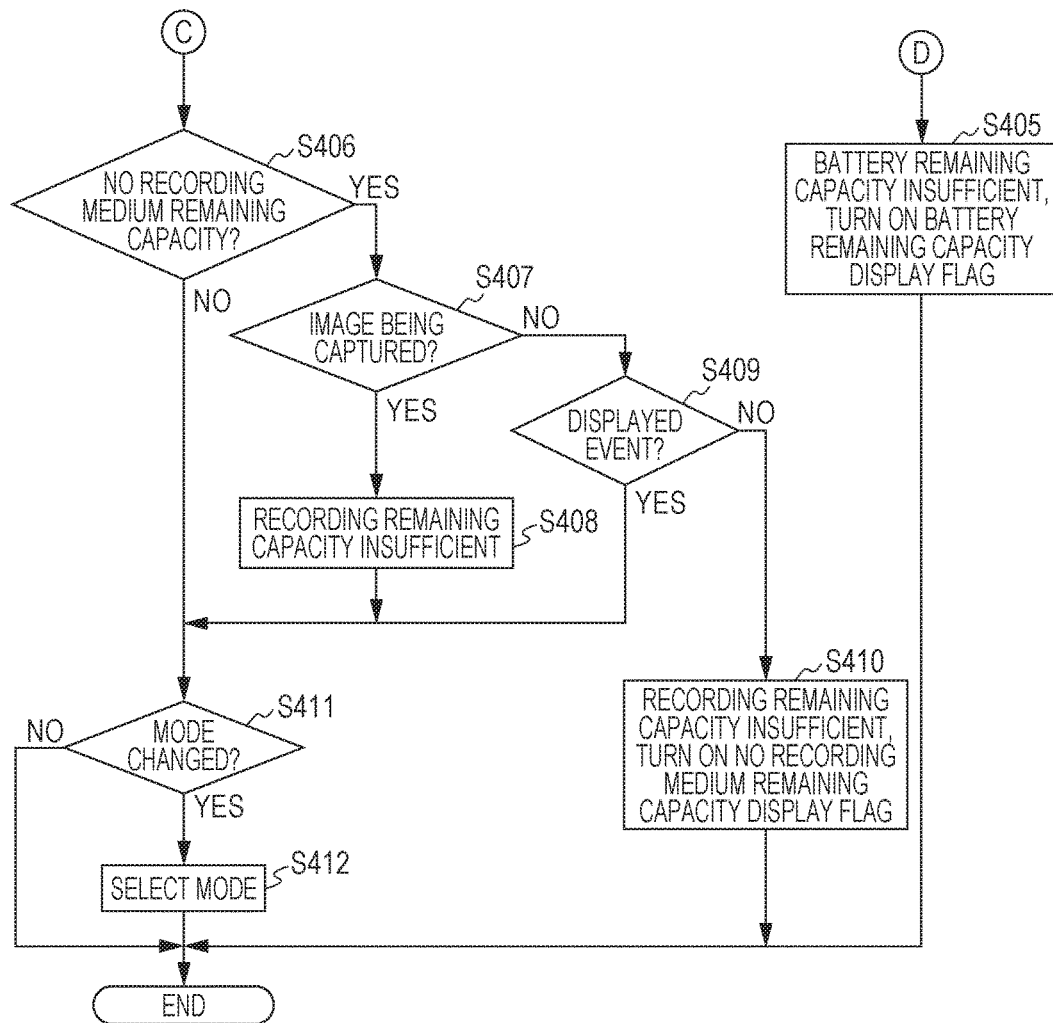 C
D
S406
NO RECORDING
MEDIUM REMAINING
CAPACITY?
YES
NO
S405
BATTERY REMAINING
CAPACITY INSUFFICIENT,
TURN ON BATTERY
REMAINING CAPACITY
DISPLAY FLAG
S407
IMAGE BEING
CAPTURED?
NO
YES
S409
DISPLAYED
EVENT?
NO
YES
RECORDING REMAINING
CAPACITY INSUFFICIENT
S408
S410
RECORDING REMAINING
CAPACITY INSUFFICIENT,
TURN ON NO RECORDING
MEDIUM REMAINING
CAPACITY DISPLAY FLAG
S411
NO
MODE
CHANGED?
YES
S412
SELECT MODE
END